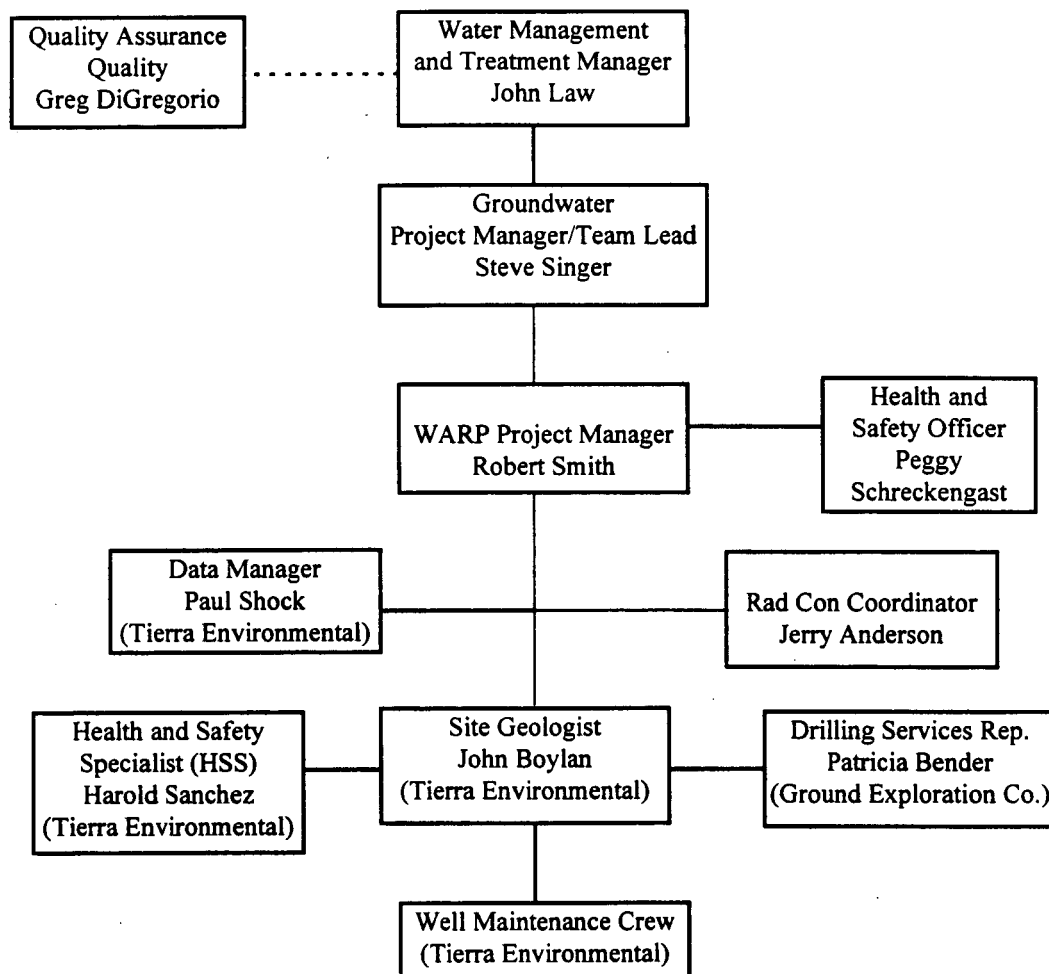 Quality Assurance
Quality
Greg DiGregorio
Water Management
and Treatment Manager
John Law
Groundwater
Project Manager/Team Lead
Steve Singer
WARP Project Manager
Robert Smith
Health and
Safety Officer
Peggy
Schreckengast
Data Manager
Paul Shock
(Tierra Environmental)
Rad Con Coordinator
Jerry Anderson
Health and Safety
Specialist (HSS)
Harold Sanchez
(Tierra Environmental)
Site Geologist
John Boylan
(Tierra Environmental)
Drilling Services Rep.
Patricia Bender
(Ground Exploration Co.)
Well Maintenance Crew
(Tierra Environmental)